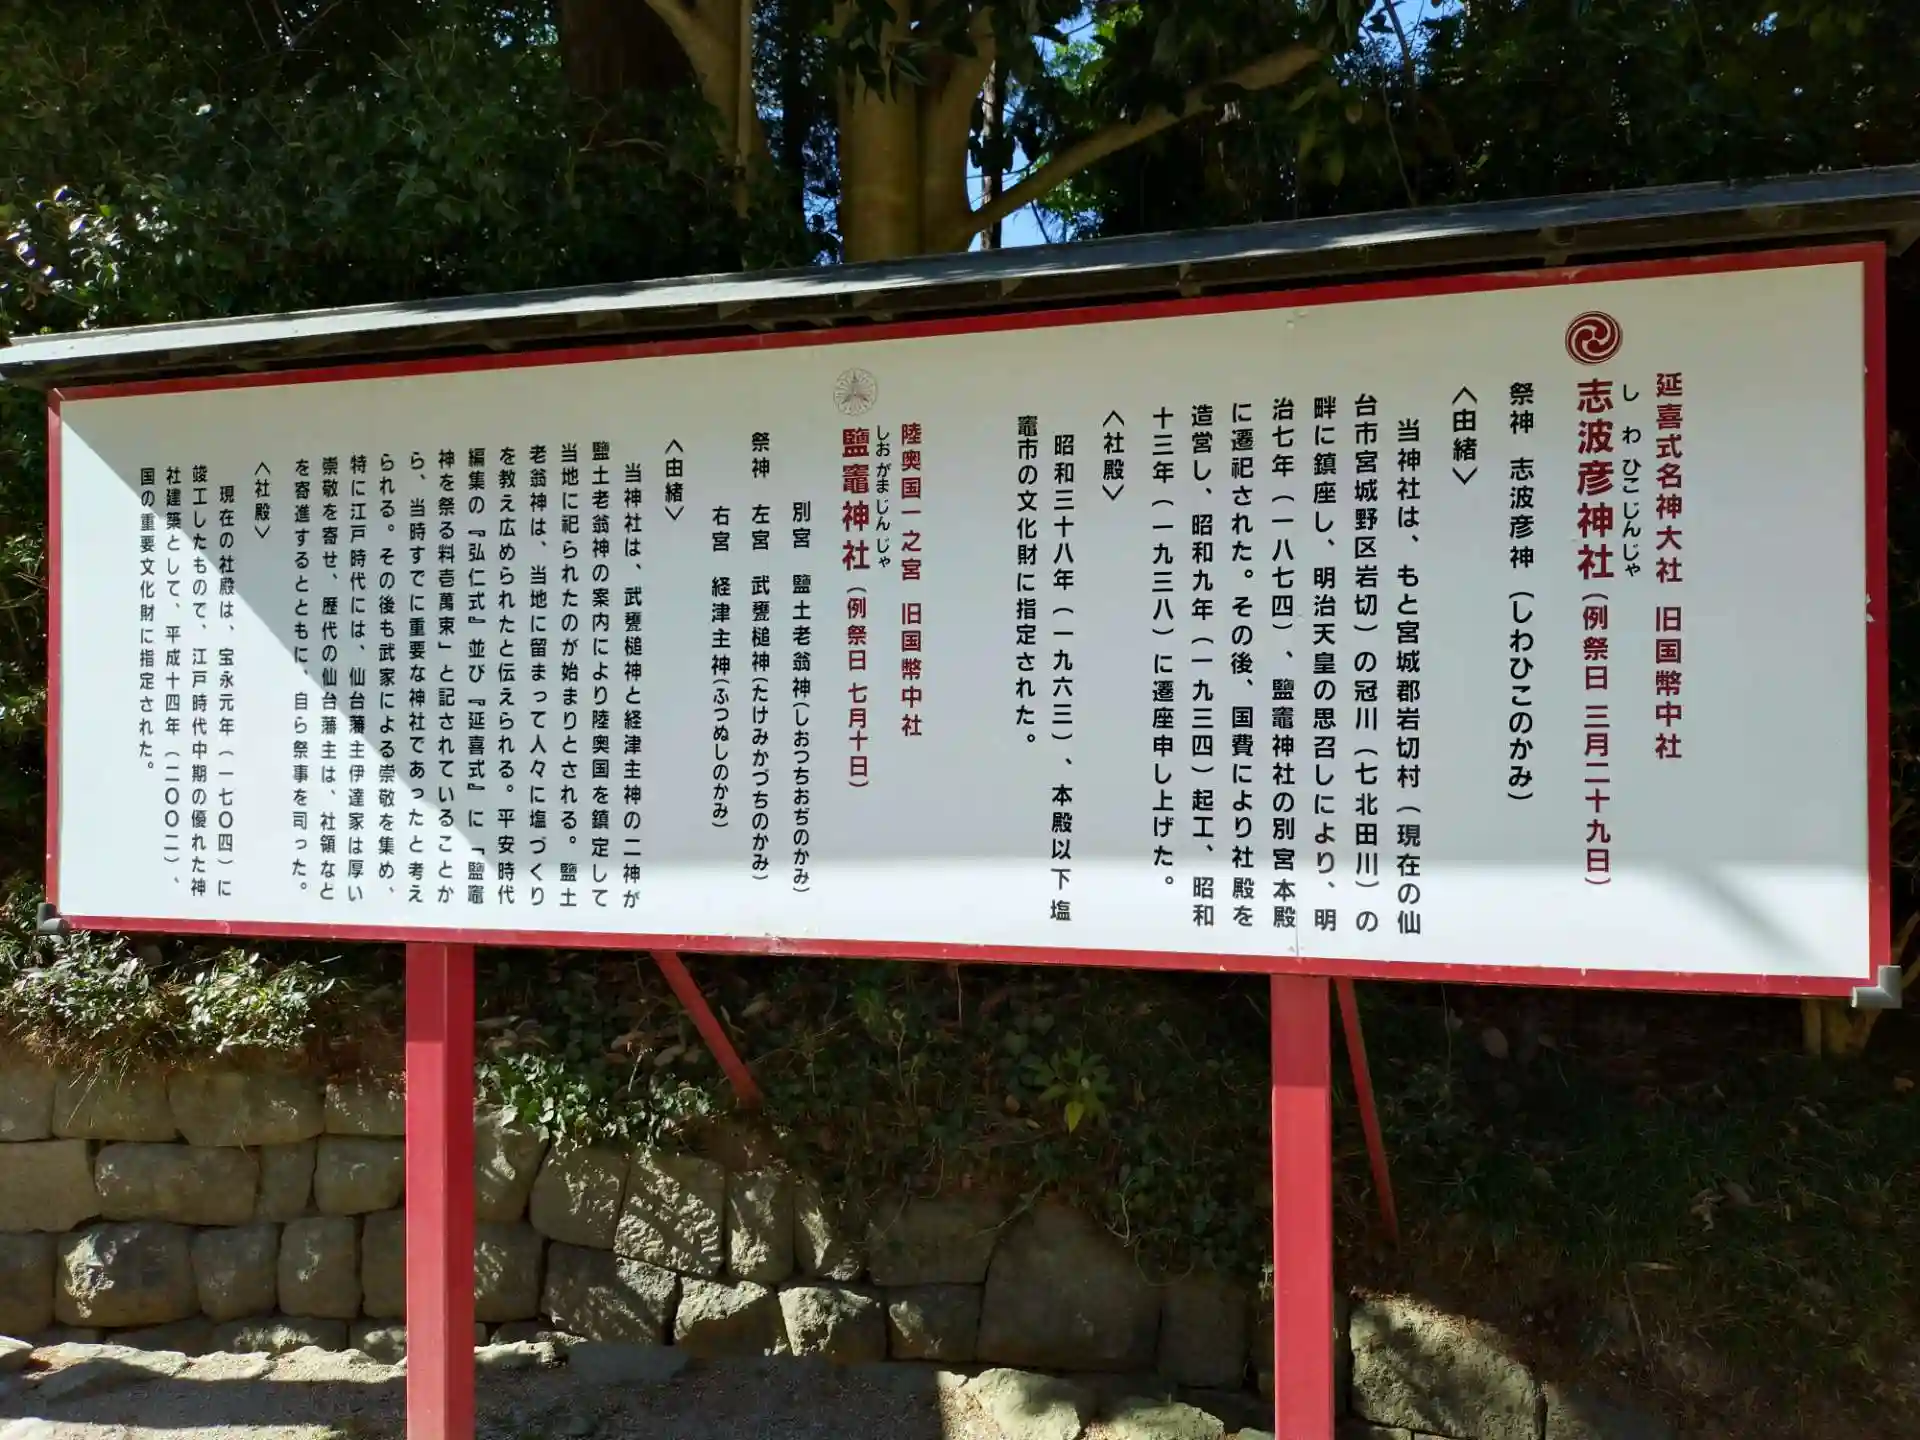 延喜式名神大社 旧国幣中社
しわひこじんじゃ
志波彦神社(例祭日 三月二十九日)
祭神 志波彦神(しわひこのかみ)
〈由緒〉
当神社は、もと宮城郡岩切村(現在の仙
台市宮城野区岩切)の冠川(七北田川)の
畔に鎮座し、明治天皇の思召しにより、明
治七年(一八七四)、鹽竈神社の別宮本殿
に遷祀された。その後、国費により社殿を
造営し、昭和九年(一九三四)起工、昭和
十三年(一九三八)に遷座申し上げた。
〈社殿〉
昭和三十八年(一九六三)、本殿以下塩
竈市の文化財に指定された。
陸奥国一之宮 旧国幣中社
しおがまじんじゃ
鹽竈神社(例祭日 七月十日)
別宮 鹽土老翁神(しおつちおぢのかみ)
祭神 左宮 武甕槌神(たけみかづちのかみ)
右宮 経津主神(ふつぬしのかみ)
〈由緒〉
当神社は、武甕槌神と経津主神の二神が
鹽土老翁神の案内により陸奥国を鎮定して
当地に祀られたのが始まりとされる。鹽土
老翁神は、当地に留まって人々に塩づくり
を教え広められたと伝えられる。平安時代
編集の『弘仁式』並び『延喜式』に「鹽竈
神を祭る料壱萬束」と記されていることか
ら、当時すでに重要な神社であったと考え
られる。その後も武家による崇敬を集め、
特に江戸時代には、仙台藩主伊達家は厚い
崇敬を寄せ、歴代の仙台藩主は、社領など
を寄進するとともに、自ら祭事を司った。
〈社殿〉
現在の社殿は、宝永元年(一七〇四)に
竣工したもので、江戸時代中期の優れた神
社建築として、平成十四年(二〇〇二)、
国の重要文化財に指定された。